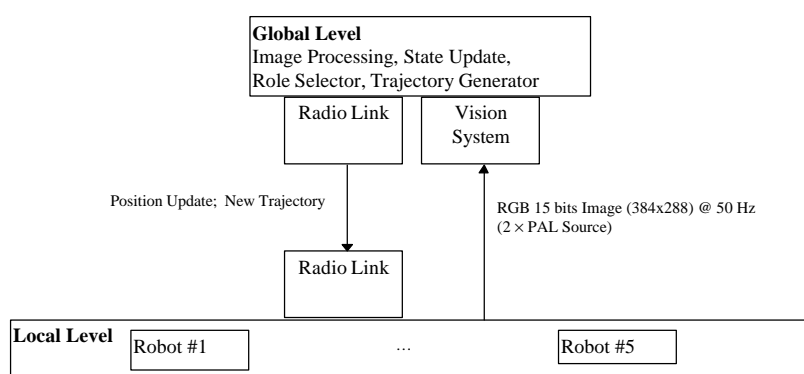 Global Level
Image Processing, State Update,
Role Selector, Trajectory Generator
Radio Link
Vision
System
Position Update;  New Trajectory
RGB 15 bits Image (384x288) @ 50 Hz
(2 × PAL Source)
Radio Link
Local Level
Robot #1
...
Robot #5